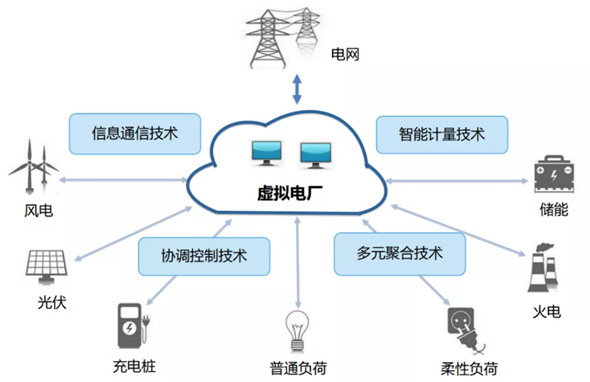 电网
信息通信技术
智能计量技术
虚拟电厂
风电
储能
协调控制技术
多元聚合技术
光伏
火电
充电桩
普通负荷
柔性负荷